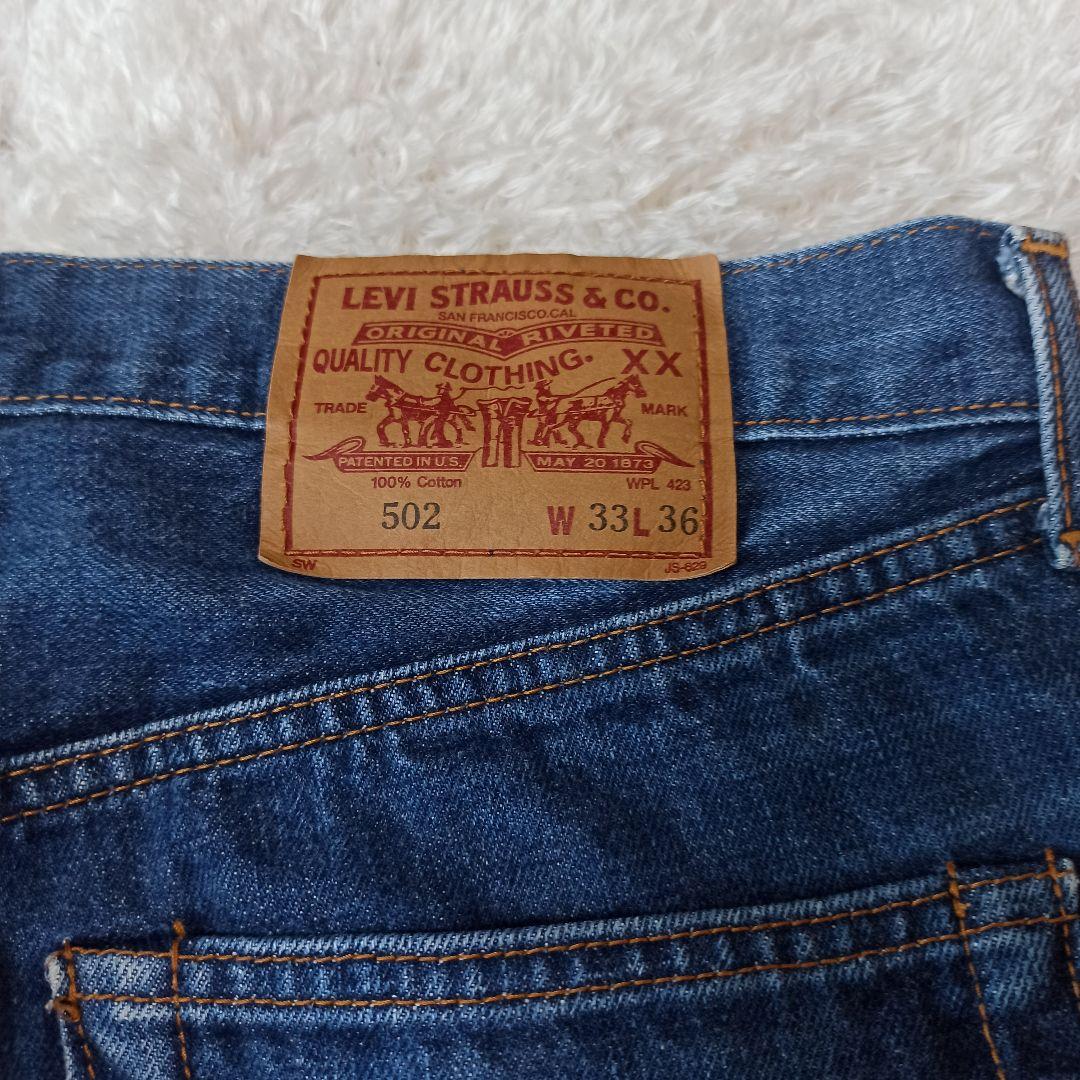 LEVI STRAUSS & CO.
SAN FRANCISCO.CAL
ORIGINAL RIVETED
QUALITY CLOTHING. XX
TRADE MARK
PATENTED IN U.S. MAY 20 1873
100% Cotton WPL 423
502 W 33 L 36
SW JS-629